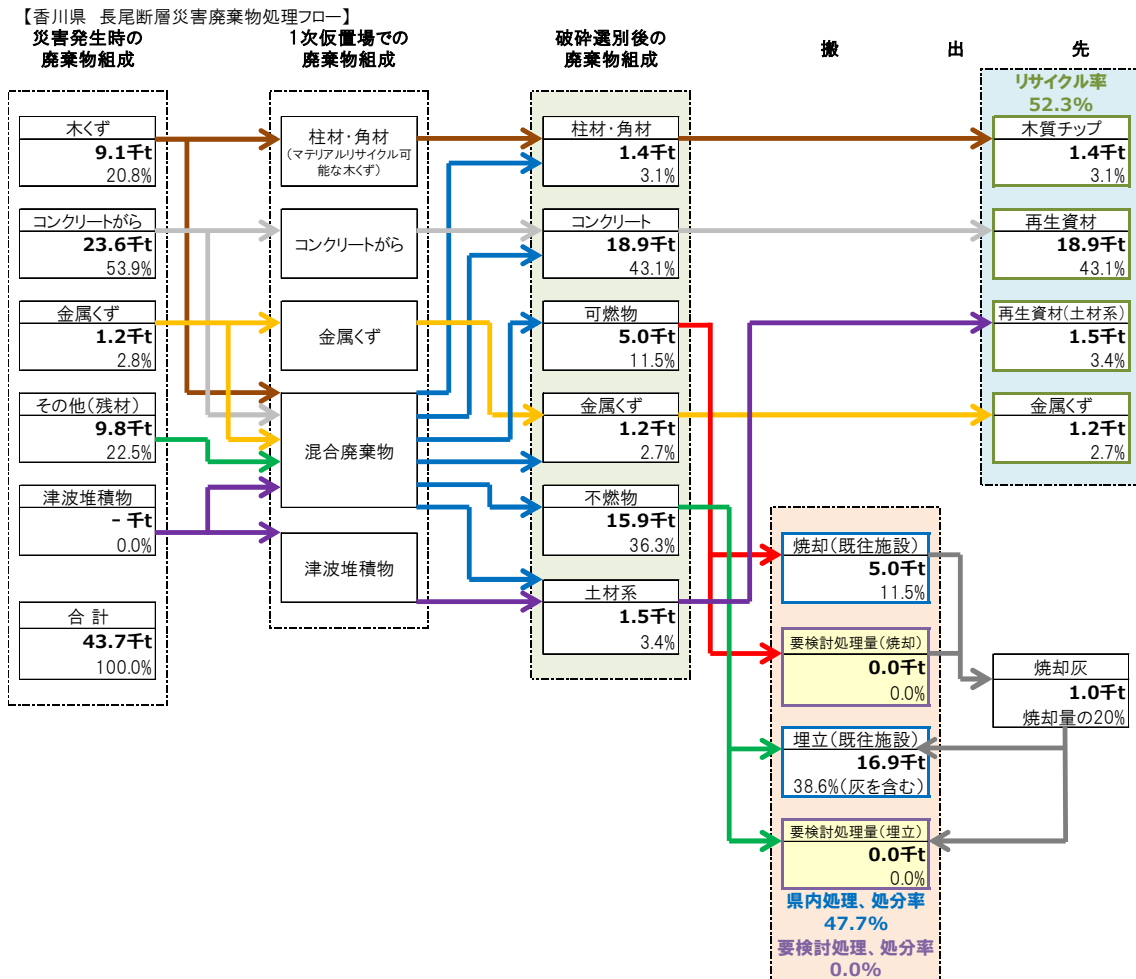 【香川県 長尾断層災害廃棄物処理フロー】
災害発生時の
廃棄物組成
木くず
9.1千t
20.8%
コンクリートがら
23.6千t
53.9%
金属くず
1.2千t
2.8%
その他(残材)
9.8千t
22.5%
津波堆積物
- 千t
0.0%
合 計
43.7千t
100.0%
1次仮置場での
廃棄物組成
柱材・角材
(マテリアルリサイクル可
能な木くず)
コンクリートがら
金属くず
混合廃棄物
津波堆積物
破砕選別後の
廃棄物組成
柱材・角材
1.4千t
3.1%
コンクリート
18.9千t
43.1%
可燃物
5.0千t
11.5%
金属くず
1.2千t
2.7%
不燃物
15.9千t
36.3%
土材系
1.5千t
3.4%
搬 出 先
リサイクル率
52.3%
木質チップ
1.4千t
3.1%
再生資材
18.9千t
43.1%
再生資材(土材系)
1.5千t
3.4%
金属くず
1.2千t
2.7%
焼却(既往施設)
5.0千t
11.5%
要検討処理量(焼却)
0.0千t
0.0%
埋立(既往施設)
16.9千t
38.6%(灰を含む)
要検討処理量(埋立)
0.0千t
0.0%
県内処理、処分率
47.7%
要検討処理、処分率
0.0%
焼却灰
1.0千t
焼却量の20%